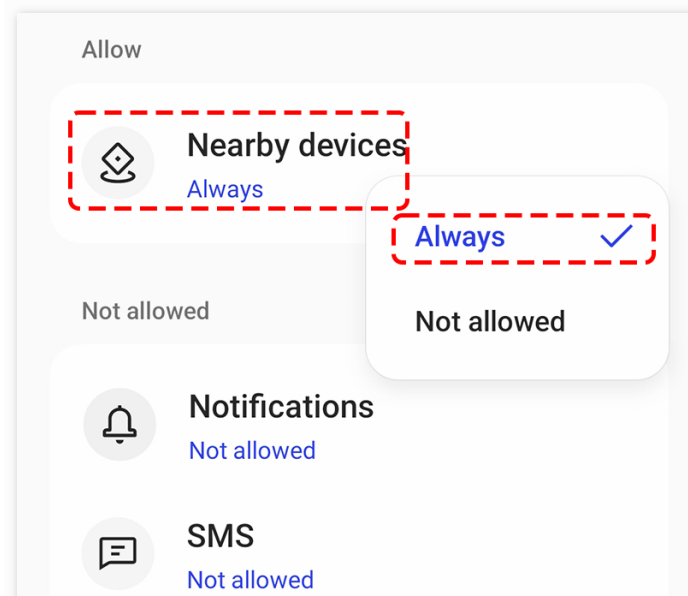 Allow
Nearby devices
Always
Always
Not allowed
Not allowed
Notifications
Not allowed
SMS
Not allowed